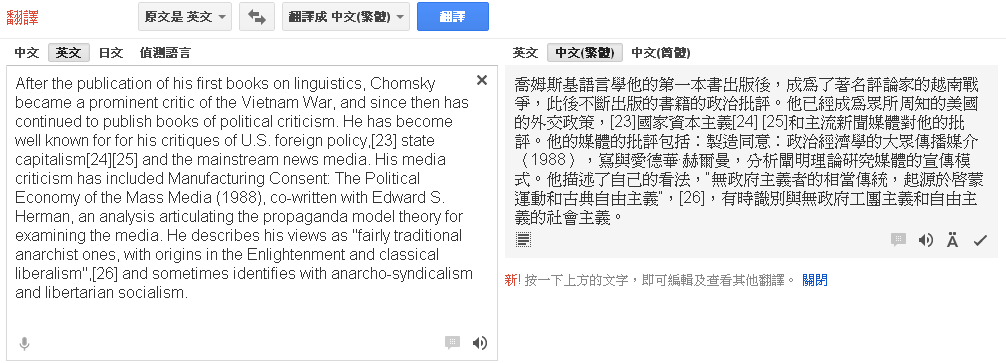 翻譯
原文是 英文
翻譯成 中文(繁體)
翻譯
中文 英文 日文 偵測語言
英文 中文(繁體) 中文(簡體)
After the publication of his first books on linguistics, Chomsky
became a prominent critic of the Vietnam War, and since then has
continued to publish books of political criticism. He has become
well known for for his critiques of U.S. foreign policy,[23] state
capitalism[24][25] and the mainstream news media. His media
criticism has included Manufacturing Consent: The Political
Economy of the Mass Media (1988), co-written with Edward S.
Herman, an analysis articulating the propaganda model theory for
examining the media. He describes his views as "fairly traditional
anarchist ones, with origins in the Enlightenment and classical
liberalism",[26] and sometimes identifies with anarcho-syndicalism
and libertarian socialism.
喬姆斯基語言學他的第一本書出版後，成為了著名評論家的越南戰
爭，此後不斷出版的書籍的政治批評。他已經成為眾所周知的美國
的外交政策，[23]國家資本主義[24] [25]和主流新聞媒體對他的批
評。他的媒體的批評包括：製造同意：政治經濟學的大眾傳播媒介
（1988），寫與愛德華·赫爾曼，分析闡明理論研究媒體的宣傳模
式。他描述了自己的看法，“無政府主義者的相當傳統，起源於啓蒙
運動和古典自由主義”，[26]，有時識別與無政府工團主義和自由主
義的社會主義。
Ä
新! 按一下上方的文字，即可編輯及查看其他翻譯。 關閉